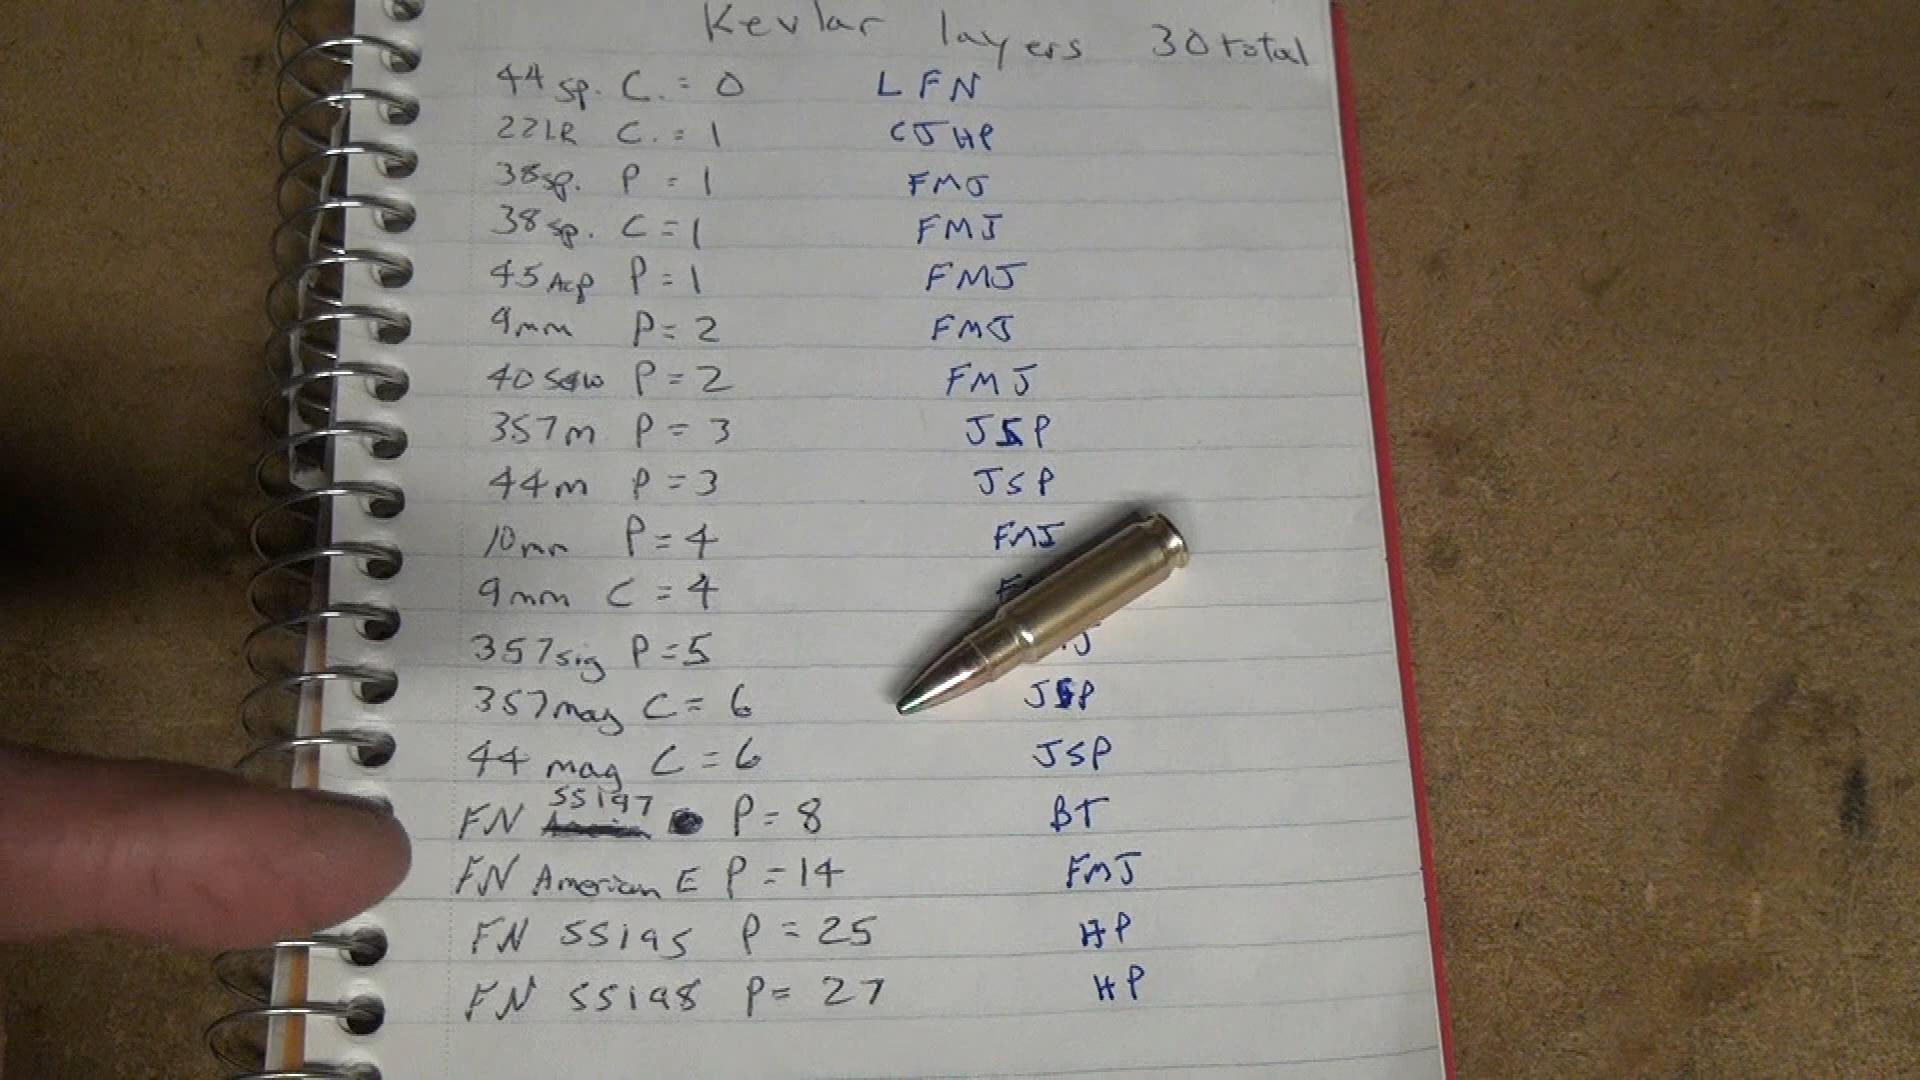 Kevlar layers 30 total
44 sp. C. = 0 LFN
22LR C. = 1 CJHP
38sp. P = 1 FMJ
38sp. C = 1 FMJ
45 Acp P = 1 FMJ
9mm P = 2 FMJ
40 S&W P = 2 FMJ
357m P = 3 JSP
44m P = 3 JSP
10mm P = 4 FMJ
9mm C = 4
357sig P = 5
357mag C = 6 JSP
44 mag C = 6 JSP
FN SS197 P = 8 BT
FN American E P = 14 FMJ
FN SS195 P = 25 HP
FN SS198 P = 27 HP